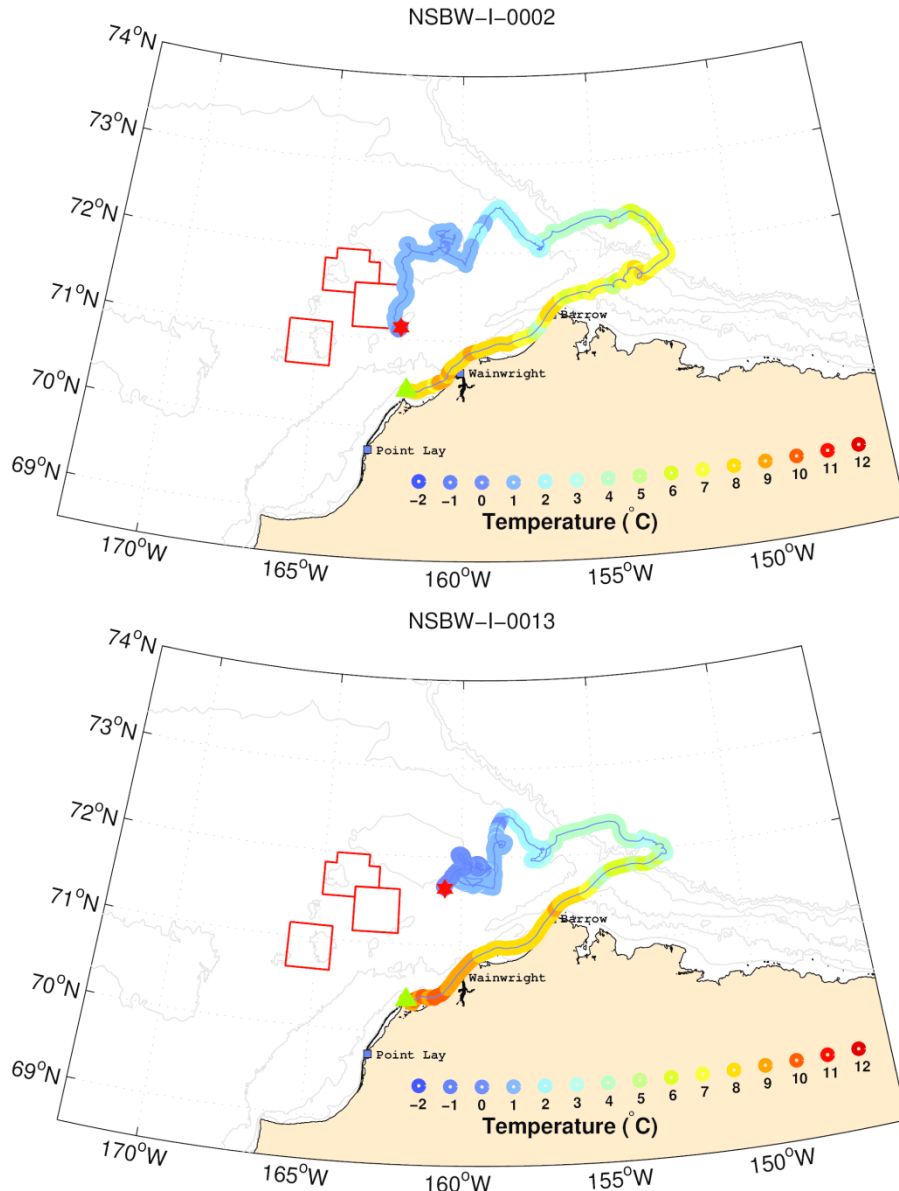 NSBW-I-0002
74°N
73°N
72°N
71°N
70°N
69°N
Barrow
Wainwright
Point Lay
-2 -1 0 1 2 3 4 5 6 7 8 9 10 11 12
Temperature (°C)
170°W 165°W 160°W 155°W 150°W
NSBW-I-0013
74°N
73°N
72°N
71°N
70°N
69°N
Barrow
Wainwright
Point Lay
-2 -1 0 1 2 3 4 5 6 7 8 9 10 11 12
Temperature (°C)
170°W 165°W 160°W 155°W 150°W